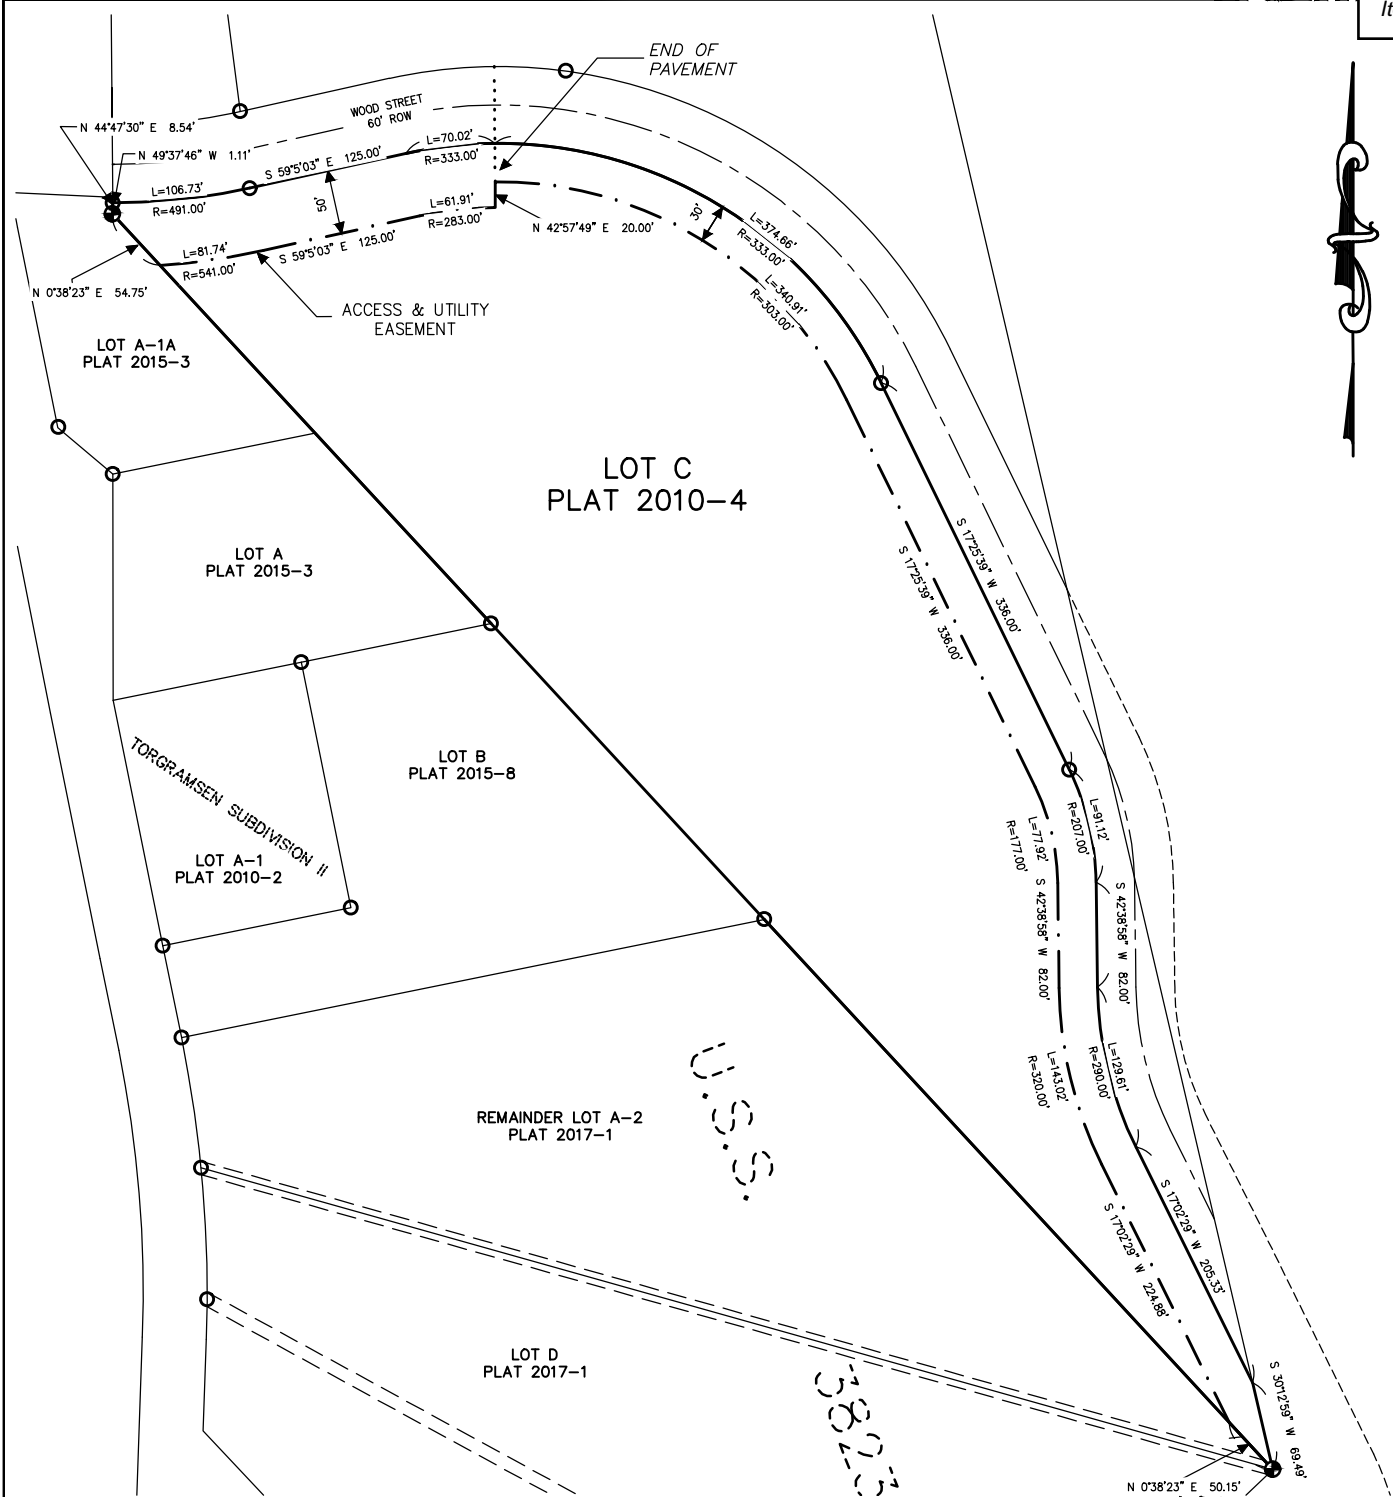 It
END OF
PAVEMENT
WOOD STREET
60' ROW
N 44°47'30" E 8.54'
N 49°37'46" W 1.11'
L=70.02'
R=333.00'
S 59°5'03" E 125.00'
L=106.73'
R=491.00'
50'
L=61.91'
R=283.00'
30'
L=374.66'
R=333.00'
N 42°57'49" E 20.00'
L=81.74'
R=541.00'
S 59°5'03" E 125.00'
L=340.91'
R=303.00'
N 0°38'23" E 54.75'
ACCESS & UTILITY
EASEMENT
LOT A-1A
PLAT 2015-3
LOT C
PLAT 2010-4
S 17°25'39" W 336.00'
S 17°25'39" W 336.00'
LOT A
PLAT 2015-3
LOT B
PLAT 2015-8
TORGRAMSEN SUBDIVISION II
LOT A-1
PLAT 2010-2
L=91.12'
R=207.00'
L=77.92'
R=177.00'
S 42°38'58" W 82.00'
S 42°38'58" W 82.00'
L=129.61'
R=290.00'
L=143.02'
R=320.00'
U.S.S.
REMAINDER LOT A-2
PLAT 2017-1
S 17°02'29" W 205.33'
S 17°02'29" W 224.88'
LOT D
PLAT 2017-1
3823
S 30°12'59" W 69.49'
N 0°38'23" E 50.15'